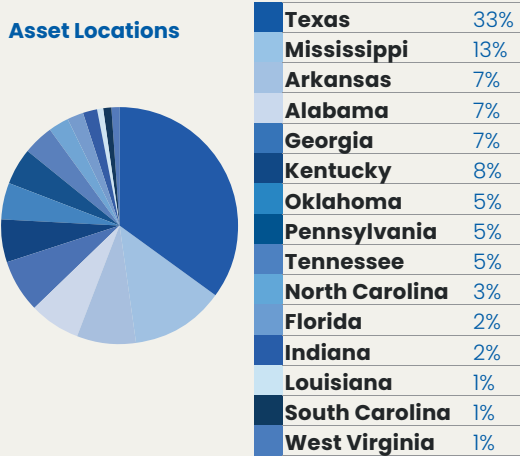 Asset Locations
Texas 33%
Mississippi 13%
Arkansas 7%
Alabama 7%
Georgia 7%
Kentucky 8%
Oklahoma 5%
Pennsylvania 5%
Tennessee 5%
North Carolina 3%
Florida 2%
Indiana 2%
Louisiana 1%
South Carolina 1%
West Virginia 1%